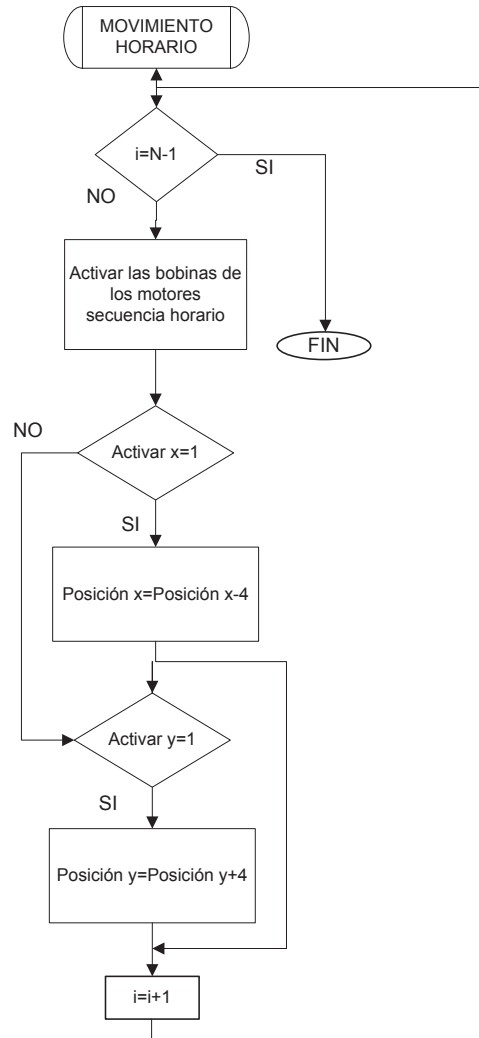 MOVIMIENTO
HORARIO
i=N-1
SI
NO
Activar las bobinas de
los motores
secuencia horario
FIN
NO
Activar x=1
SI
Posición x=Posición x-4
Activar y=1
SI
Posición y=Posición y+4
i=i+1